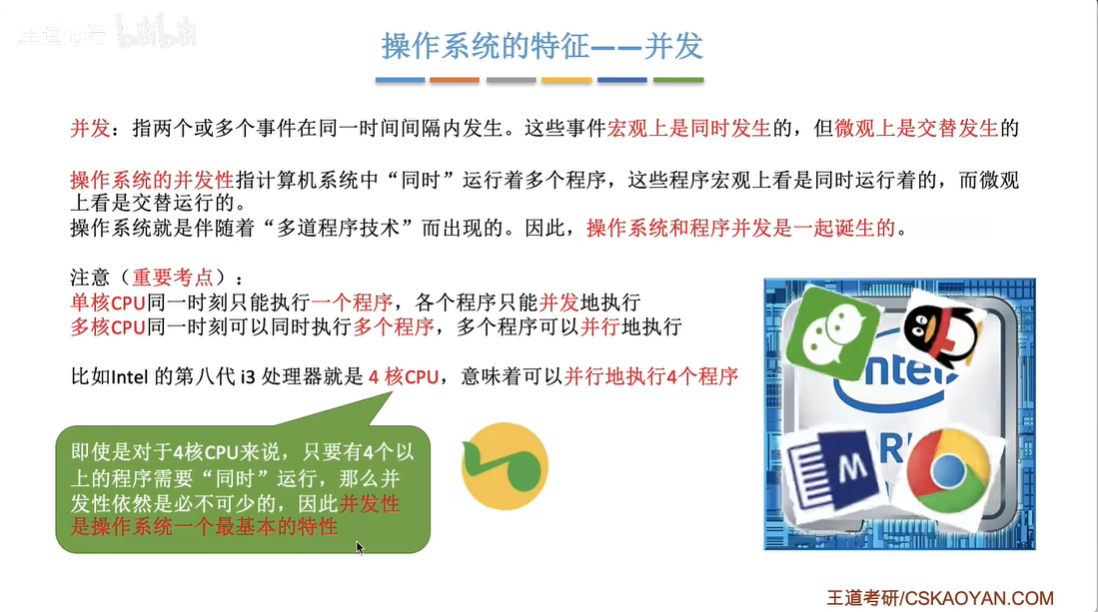 王道论坛 bilibili
操作系统的特征——并发
并发：指两个或多个事件在同一时间间隔内发生。这些事件宏观上是同时发生的，但微观上是交替发生的
操作系统的并发性指计算机系统中“同时”运行着多个程序，这些程序宏观上看是同时运行着的，而微观
上看是交替运行的。
操作系统就是伴随着“多道程序技术”而出现的。因此，操作系统和程序并发是一起诞生的。
注意（重要考点）：
单核CPU同一时刻只能执行一个程序，各个程序只能并发地执行
多核CPU同一时刻可以同时执行多个程序，多个程序可以并行地执行
比如Intel 的第八代 i3 处理器就是 4 核CPU，意味着可以并行地执行4个程序
即使是对于4核CPU来说，只要有4个以
上的程序需要“同时”运行，那么并
发性依然是必不可少的，因此并发性
是操作系统一个最基本的特性
intel
W
王道考研/CSKAOYAN.COM